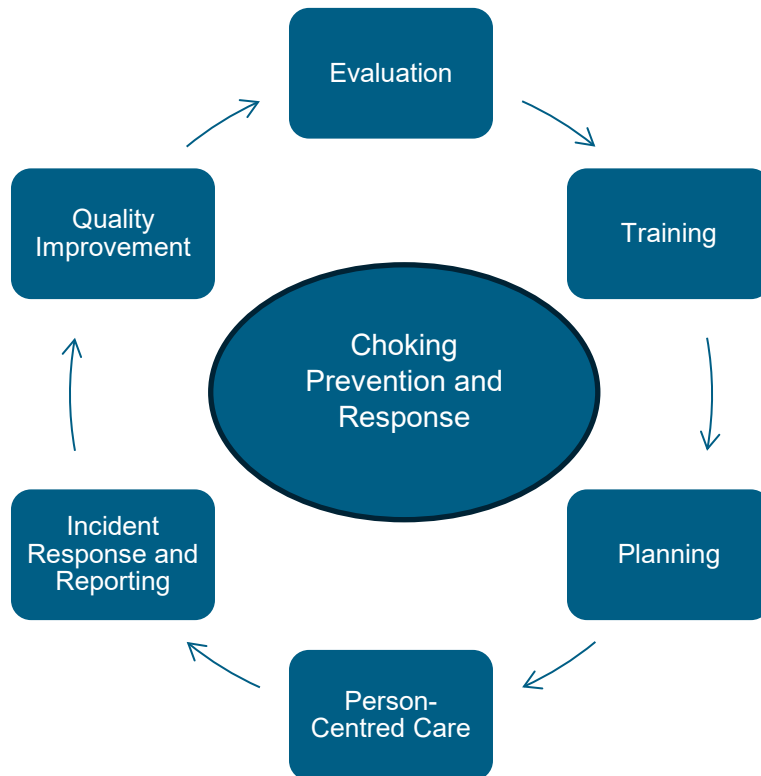 Evaluation
Training
Planning
Person-
Centred Care
Incident
Response and
Reporting
Quality
Improvement
Choking
Prevention and
Response